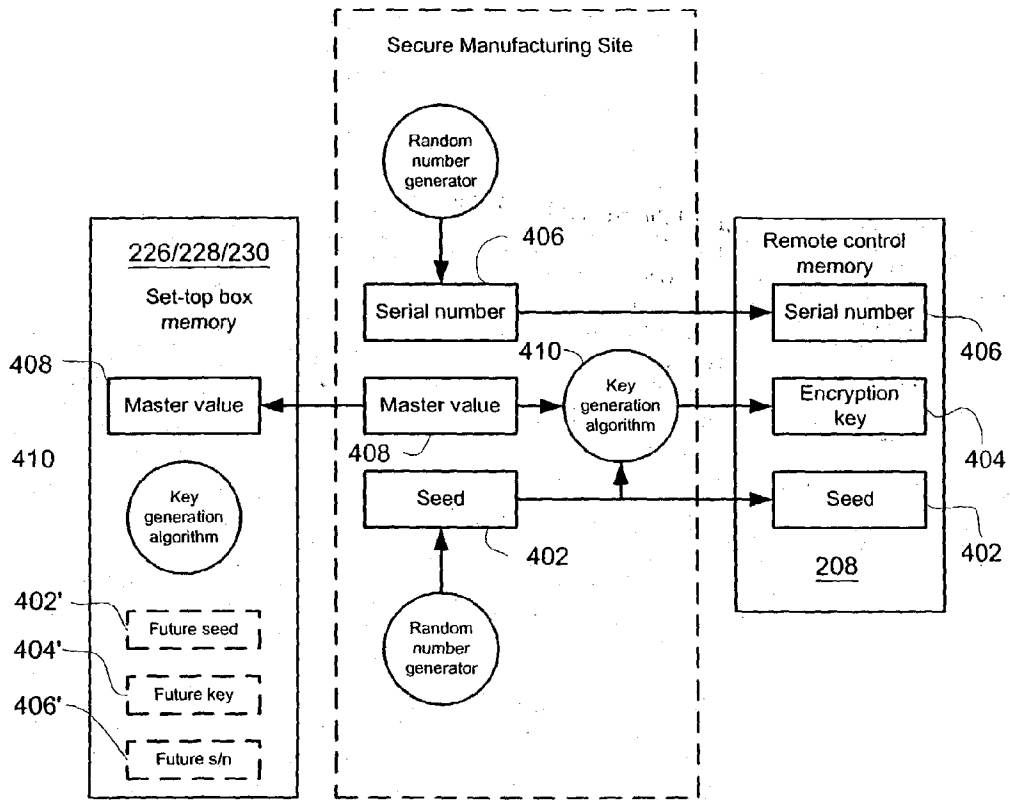 Secure Manufacturing Site
Random
number
generator
226/228/230
Set-top box
memory
408
Master value
410
Key
generation
algorithm
402'
Future seed
404'
Future key
406'
Future s/n
406
Serial number
410
Key
generation
algorithm
Master value
408
Seed
402
Random
number
generator
Remote control
memory
Serial number
406
Encryption
key
404
Seed
402
208